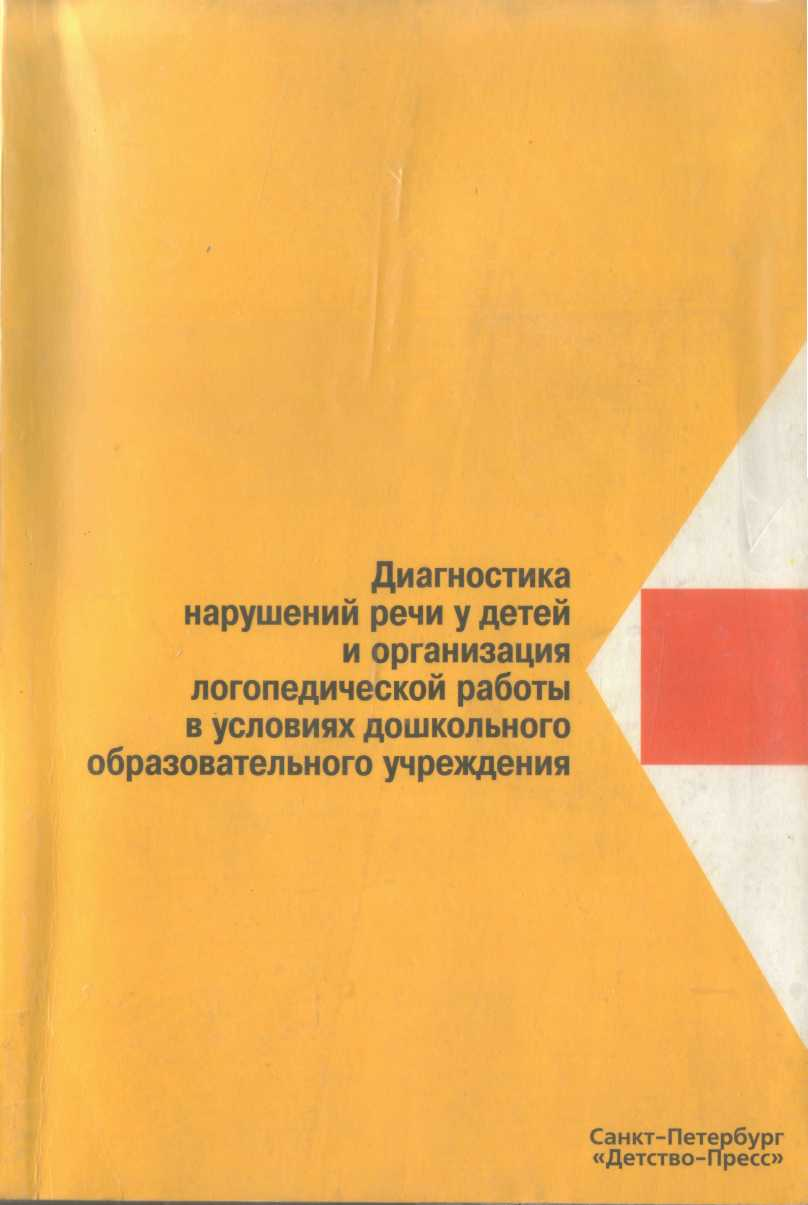 Диагностика
нарушений речи у детей
и организация
логопедической работы
в условиях дошкольного
образовательного учреждения
Санкт-Петербург
«Детство-Пресс»